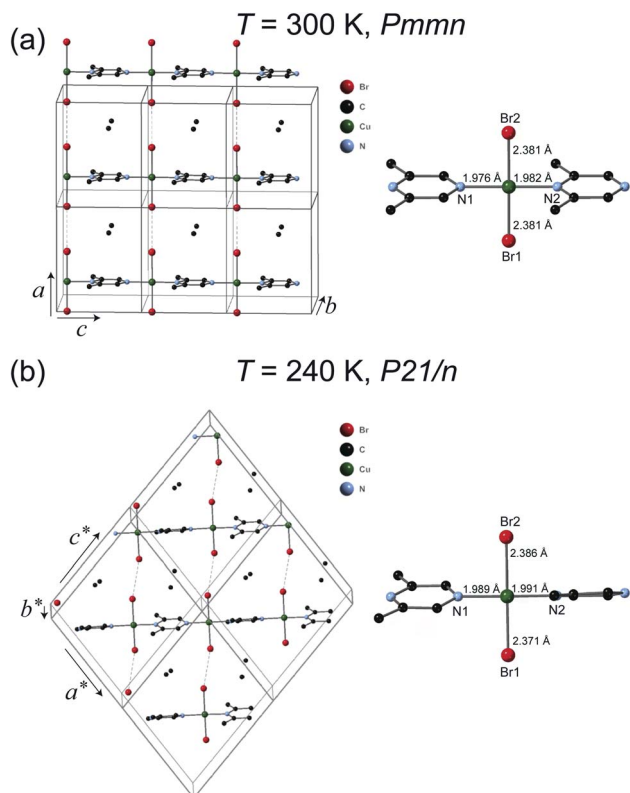 (a) T = 300 K, Pmmn
Br
C
Cu
N
a
c
b
Br2
2.381 Å
1.976 Å
1.982 Å
N1
N2
2.381 Å
Br1
(b) T = 240 K, P21/n
Br
C
Cu
N
c*
b*
a*
Br2
2.386 Å
1.989 Å
1.991 Å
N1
N2
2.371 Å
Br1